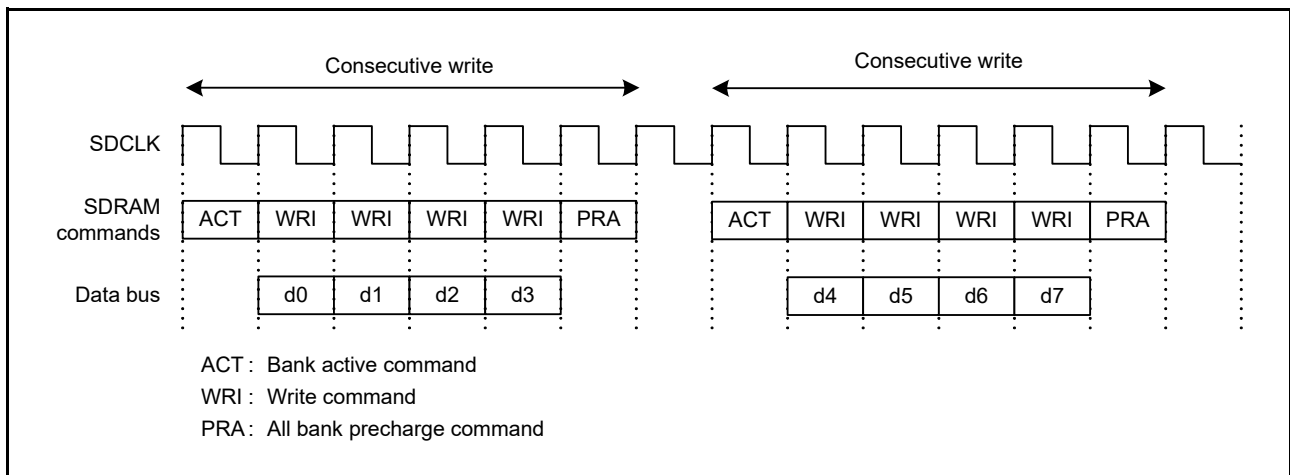 Consecutive write Consecutive write
SDCLK
SDRAM commands ACT WRI WRI WRI WRI PRA ACT WRI WRI WRI WRI PRA
Data bus d0 d1 d2 d3 d4 d5 d6 d7
ACT : Bank active command
WRI : Write command
PRA : All bank precharge command